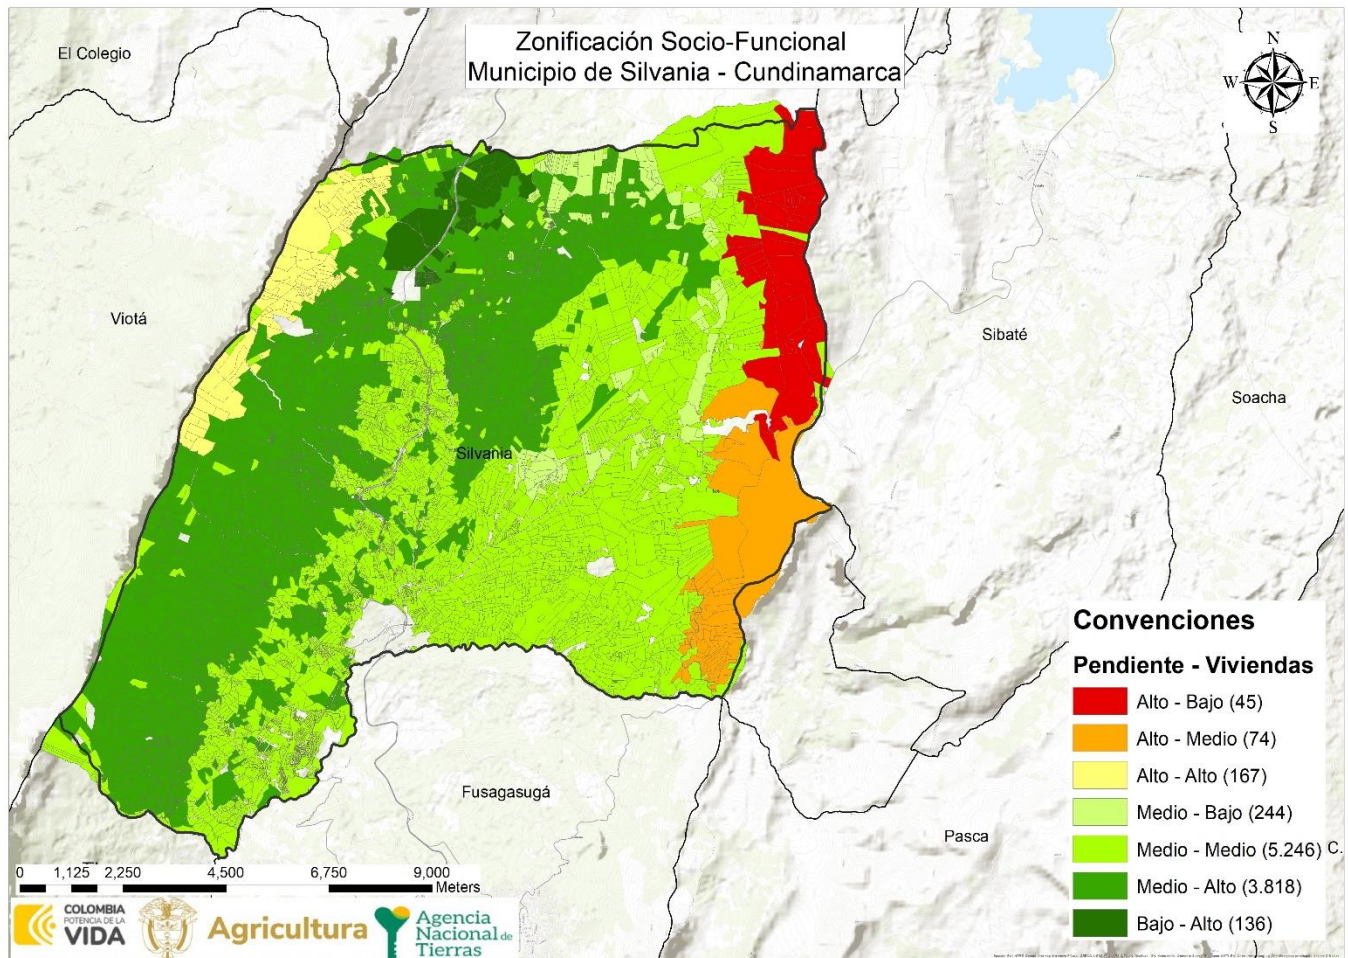 Zonificación Socio-Funcional
Municipio de Silvania - Cundinamarca
El Colegio
N
W
E
S
Viotá
Sibaté
Soacha
Silvania
Fusagasugá
Pasca
Convenciones
Pendiente - Viviendas
Alto - Bajo (45)
Alto - Medio (74)
Alto - Alto (167)
Medio - Bajo (244)
Medio - Medio (5.246)
C.
Medio - Alto (3.818)
Bajo - Alto (136)
0 1,125 2,250 4,500 6,750 9,000
Meters
COLOMBIA
POTENCIA DE LA
VIDA
Agricultura
Agencia
Nacional de
Tierras